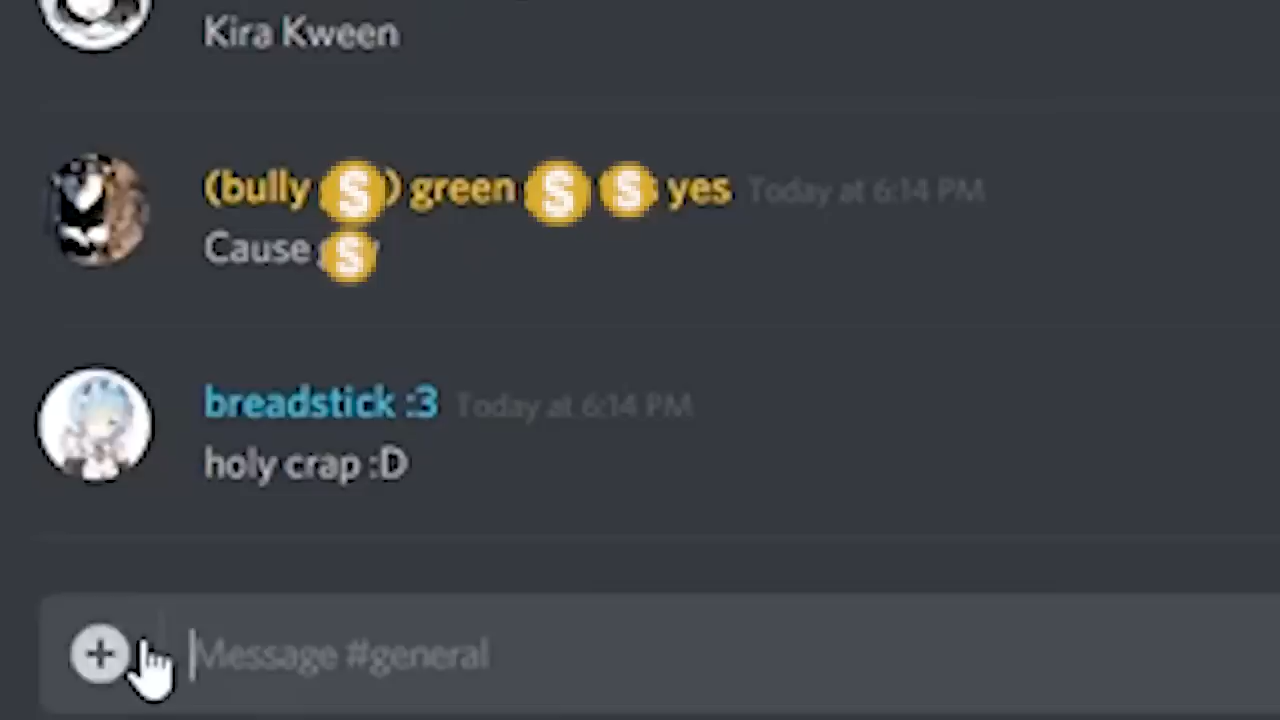 Kira Kween
(bully S) green S S yes Today at 6:14 PM
Cause S
breadstick :3 Today at 6:14 PM
holy crap :D
Message #general